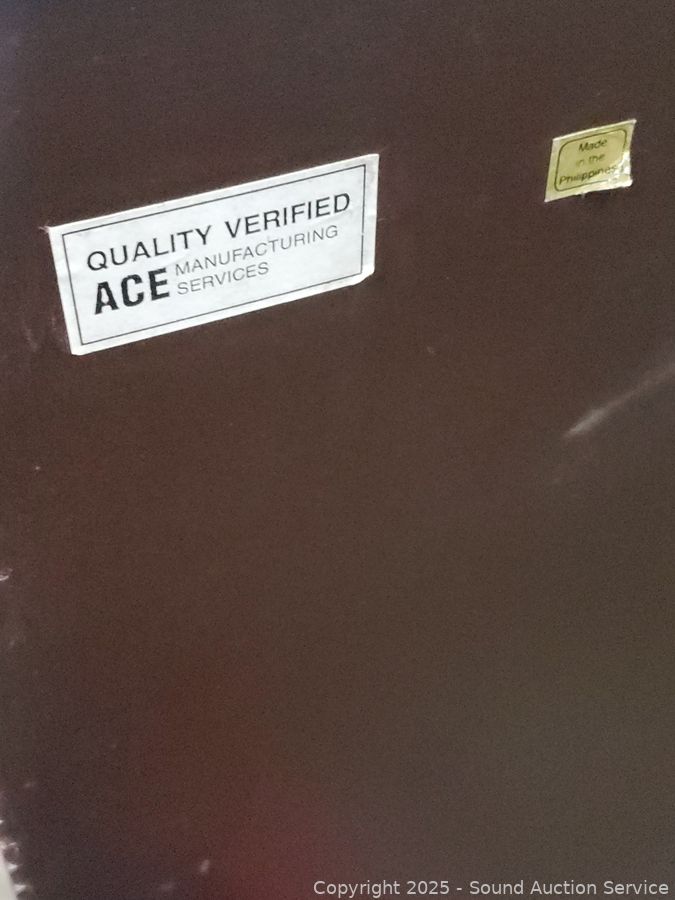 QUALITY VERIFIED
ACE MANUFACTURING
SERVICES
Made
in the
Philippines
Copyright 2025 - Sound Auction Service